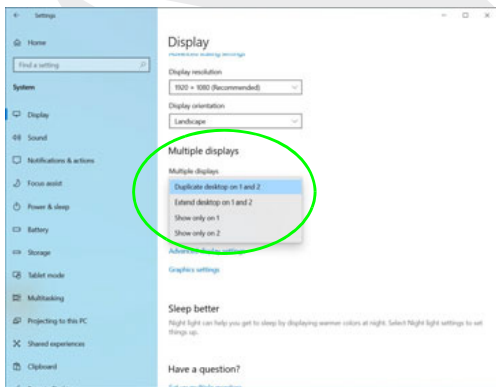 Settings
Home
Find a setting
System
Display
Sound
Notifications & actions
Focus assist
Power & sleep
Battery
Storage
Tablet mode
Multitasking
Projecting to this PC
Shared experiences
Clipboard
Display
Display resolution
1920 × 1080 (Recommended)
Display orientation
Landscape
Multiple displays
Multiple displays
Duplicate desktop on 1 and 2
Extend desktop on 1 and 2
Show only on 1
Show only on 2
Advanced display settings
Graphics settings
Sleep better
Night light can help you get to sleep by displaying warmer colors at night. Select Night light settings to set
things up.
Have a question?